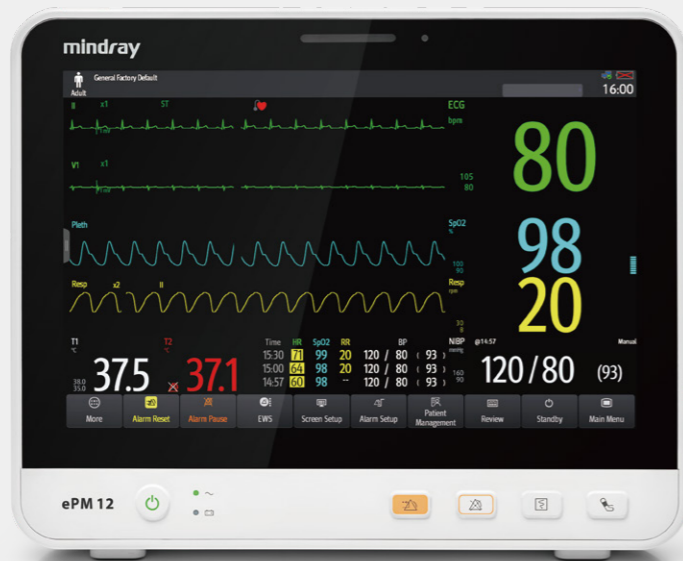 mindray
General Factory Default
Adult
16:00
II x1 ST
ECG
bpm
80
1mV
V1 x1
105
80
1mV
Pleth
SpO2
%
98
100
90
Resp x2 II
Resp
rpm
20
30
8
T1
°C
38.0
35.0
37.5
T2
°C
37.1
Time HR SpO2 RR BP
15:30 71 99 20 120 / 80 ( 93 )
15:00 64 98 20 120 / 80 ( 93 )
14:57 60 98 -- 120 / 80 ( 93 )
NIBP @14:57 Manual
mmHg
160
90
120/80 (93)
More
Alarm Reset
Alarm Pause
EWS
Screen Setup
Alarm Setup
Patient
Management
Review
Standby
Main Menu
ePM 12